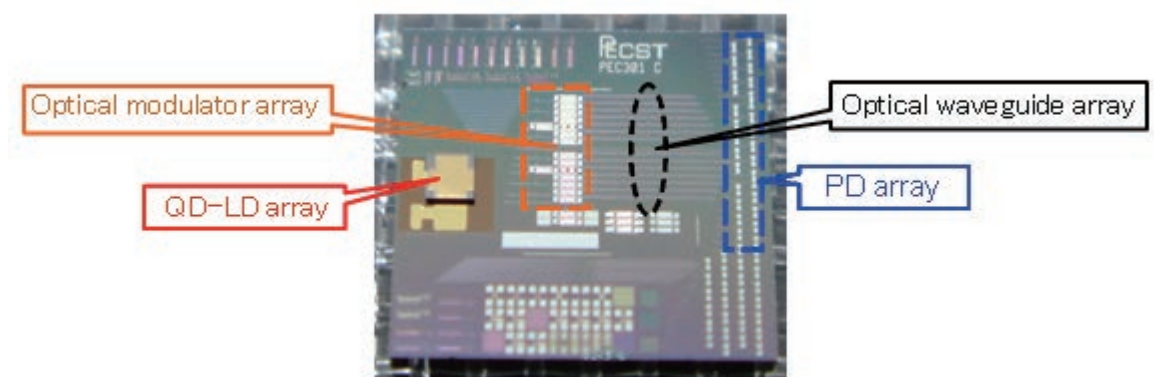 PECST
PEC301 C
Optical modulator array
Optical waveguide array
QD-LD array
PD array